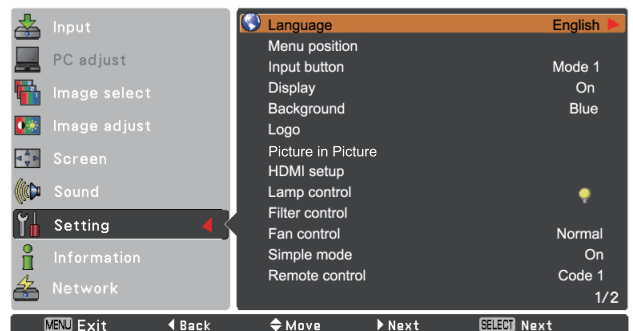 Input
PC adjust
Image select
Image adjust
Screen
Sound
Setting
Information
Network
Language English
Menu position
Input button Mode 1
Display On
Background Blue
Logo
Picture in Picture
HDMI setup
Lamp control
Filter control
Fan control Normal
Simple mode On
Remote control Code 1
1/2
MENU Exit Back Move Next SELECT Next